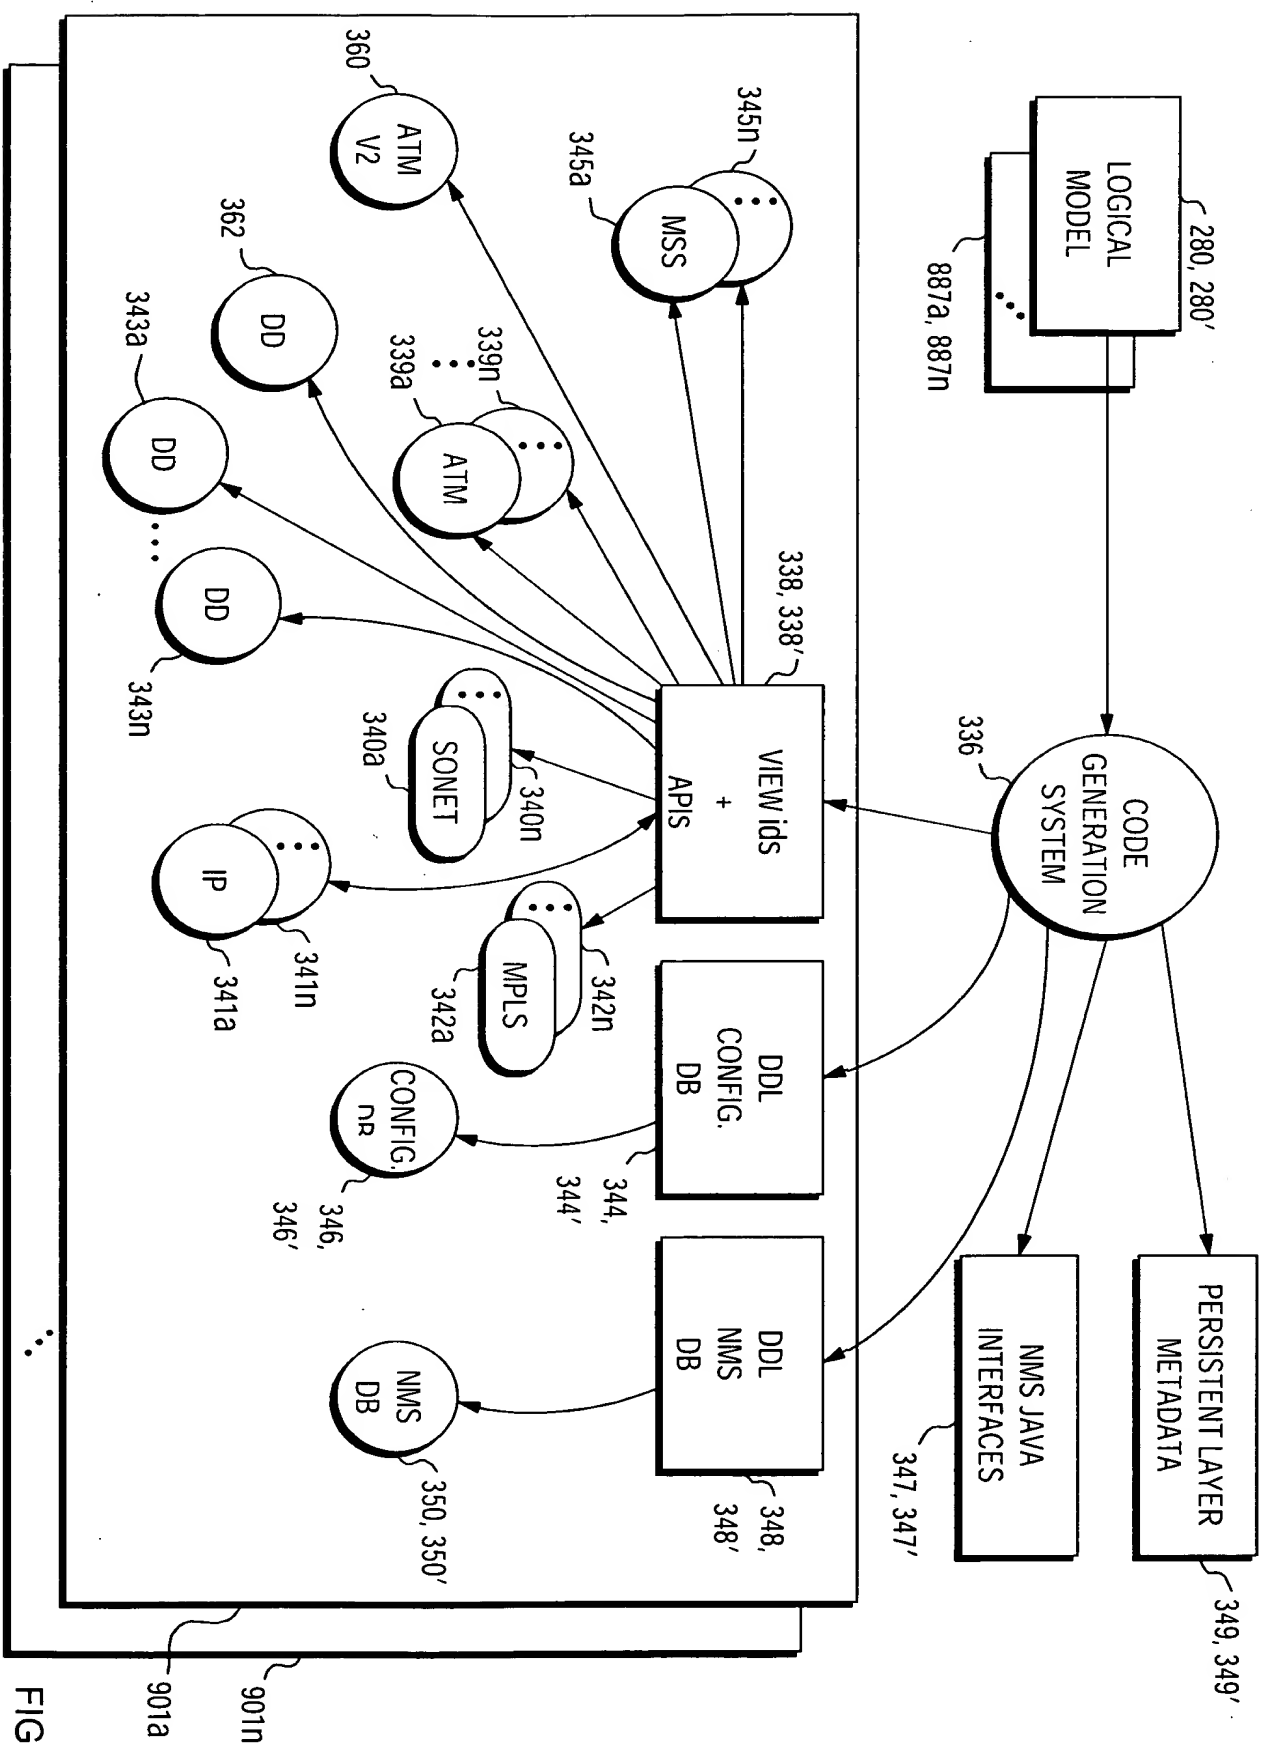 LOGICAL
MODEL
280, 280′
887a, 887n
CODE
GENERATION
SYSTEM
336
PERSISTENT LAYER
METADATA
349, 349′
NMS JAVA
INTERFACES
347, 347′
338, 338′
VIEW ids
+
APIs
DDL
CONFIG.
DB
344,
344′
DDL
NMS
DB
348,
348′
345n
345a
MSS
360
ATM
V2
362
DD
339n
339a
ATM
343a
DD
DD
343n
340n
SONET
340a
341n
IP
341a
342n
MPLS
342a
CONFIG.
DB
346,
346′
NMS
DB
350, 350′
901a
901n
FIG